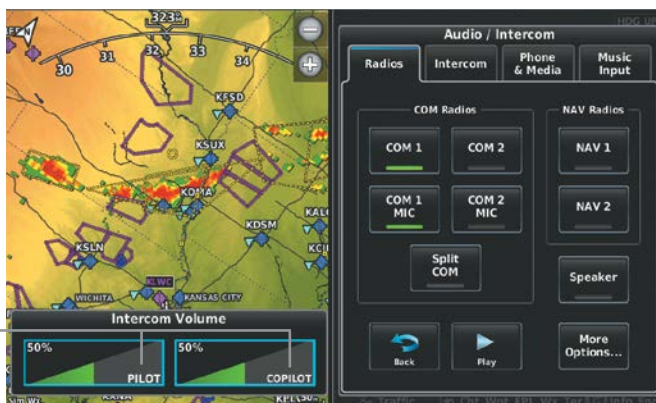 323°
30
31
32
33
34
KFSD
KSUX
KOMA
KDSM
KSLN
KLWC
WICHITA
KANSAS CITY
Intercom Volume
50%
PILOT
50%
COPILOT
HDG UP
Audio / Intercom
Radios
Intercom
Phone
& Media
Music
Input
COM Radios
NAV Radios
COM 1
COM 2
NAV 1
COM 1
MIC
COM 2
MIC
NAV 2
Split
COM
Speaker
Back
Play
More
Options...